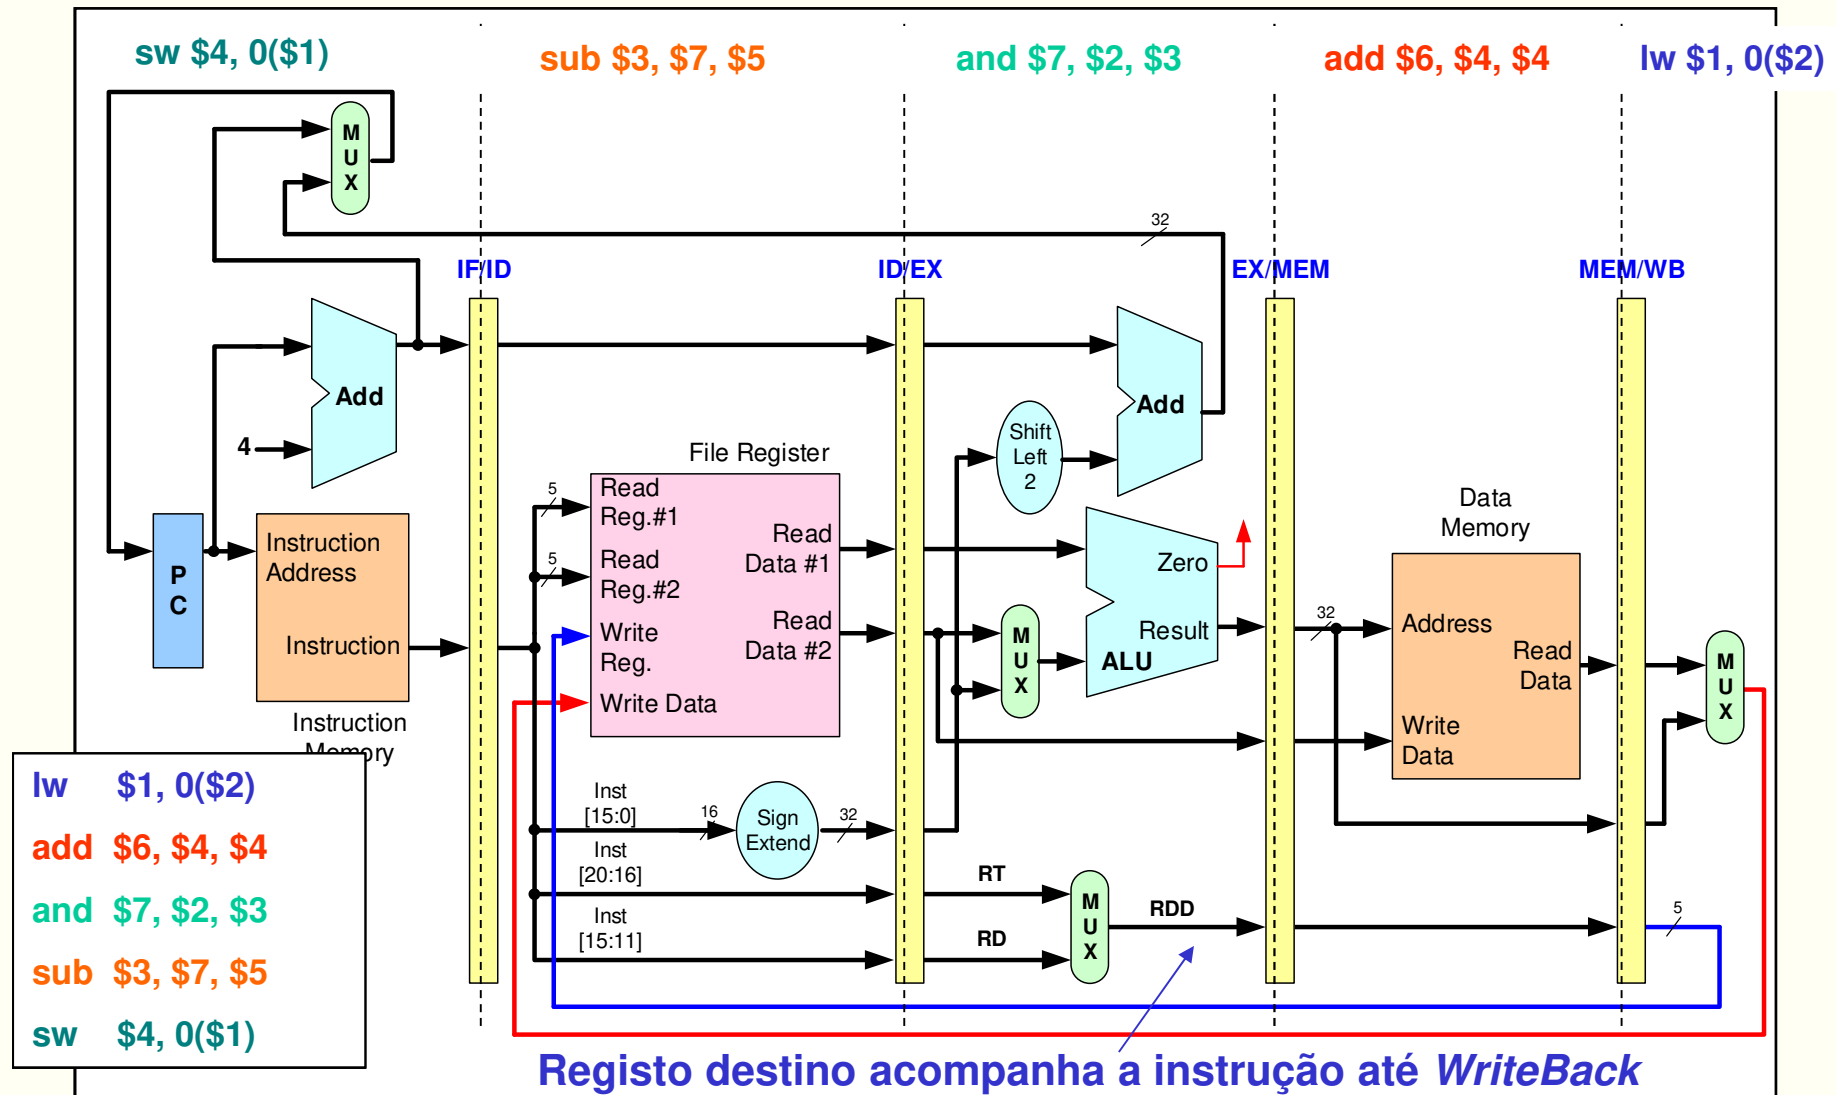 sw $4, 0($1)
sub $3, $7, $5
and $7, $2, $3
add $6, $4, $4
lw $1, 0($2)
M
U
X
32
IF/ID
ID/EX
EX/MEM
MEM/WB
Add
4
Add
Shift
Left
2
File Register
Read
Reg.#1
5
Read
Reg.#2
5
Write
Reg.
Write Data
Read
Data #1
Read
Data #2
P
C
Instruction
Address
Instruction
Instruction
Memory
M
U
X
Zero
Result
ALU
Data
Memory
32
Address
Read
Data
Write
Data
M
U
X
Inst
[15:0]
16
Sign
Extend
32
Inst
[20:16]
Inst
[15:11]
RT
RD
M
U
X
RDD
5
lw $1, 0($2)
add $6, $4, $4
and $7, $2, $3
sub $3, $7, $5
sw $4, 0($1)
Registo destino acompanha a instrução até WriteBack